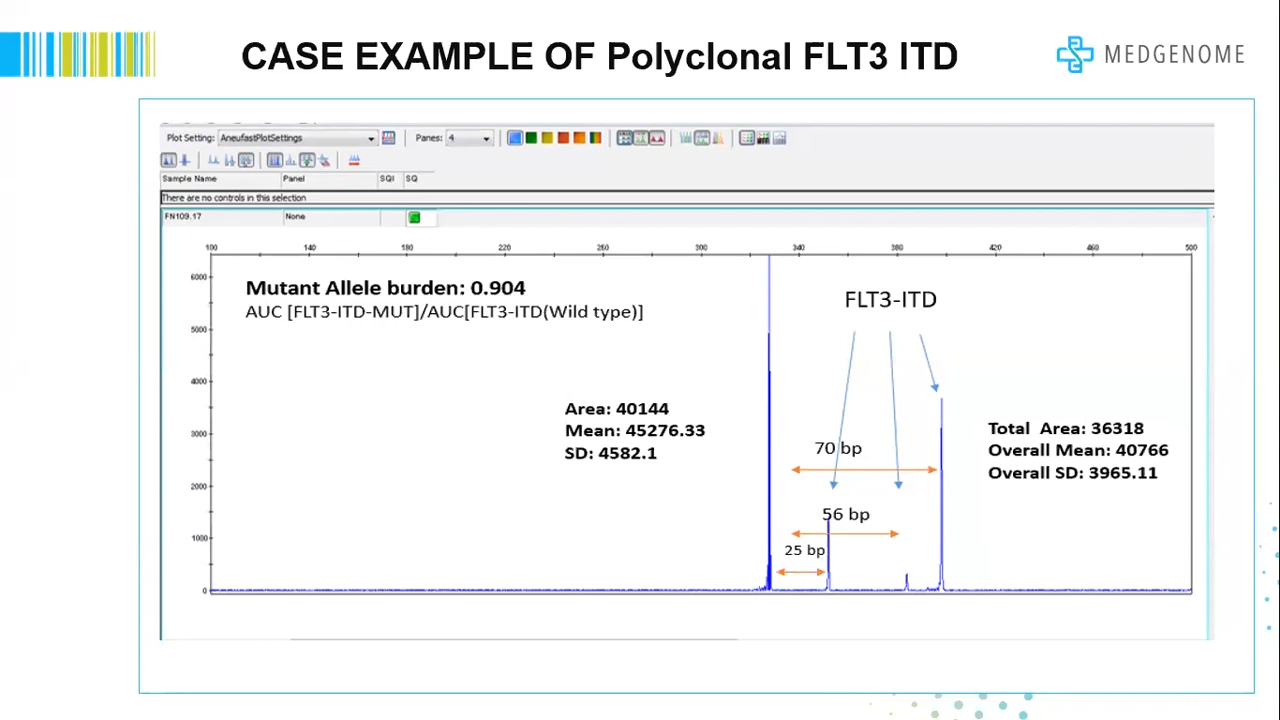 CASE EXAMPLE OF Polyclonal FLT3 ITD
MEDGENOME
Plot Setting: AneufastPlotSettings
Panes: 4
Sample Name Panel SQI SQ
There are no controls in this selection
FN109.17 None
100 140 180 220 260 300 340 380 420 460 500
6000
5000
4000
3000
2000
1000
0
Mutant Allele burden: 0.904
AUC [FLT3-ITD-MUT]/AUC[FLT3-ITD(Wild type)]
FLT3-ITD
Area: 40144
Mean: 45276.33
SD: 4582.1
70 bp
56 bp
25 bp
Total Area: 36318
Overall Mean: 40766
Overall SD: 3965.11